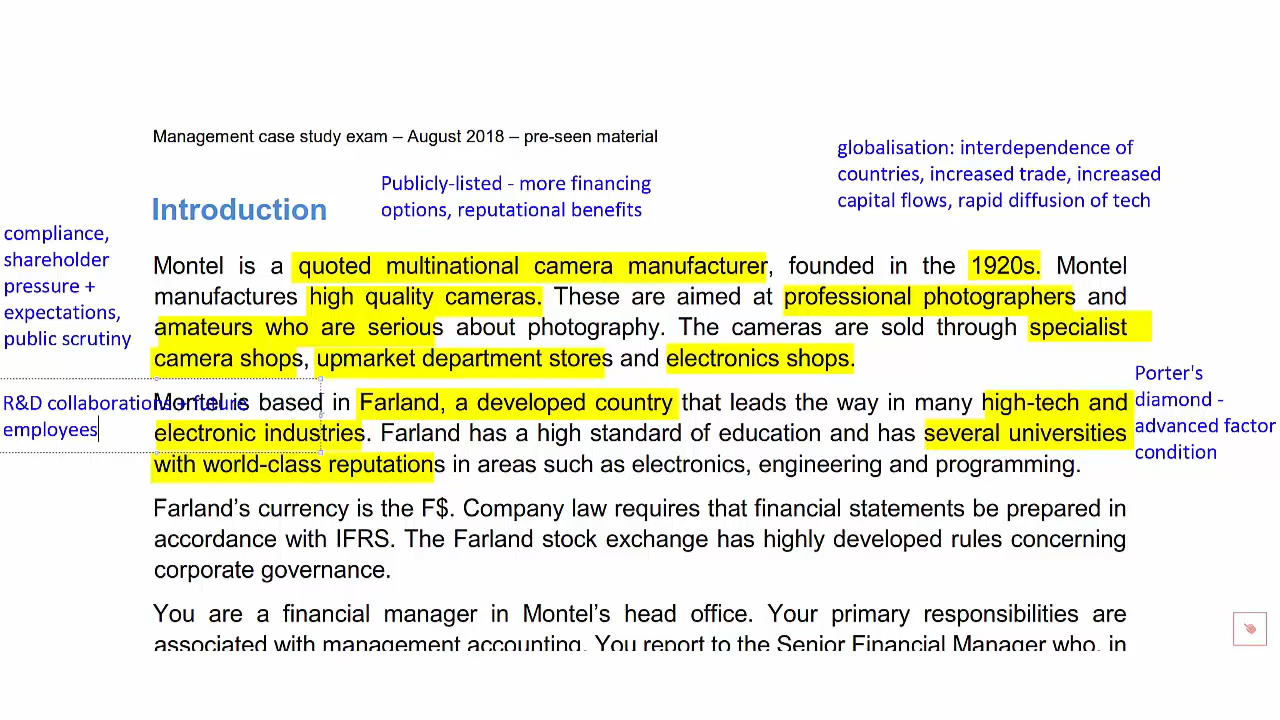 Management case study exam – August 2018 – pre-seen material
globalisation: interdependence of
countries, increased trade, increased
capital flows, rapid diffusion of tech
Publicly-listed - more financing
options, reputational benefits
Introduction
compliance,
shareholder
pressure +
expectations,
public scrutiny
Montel is a quoted multinational camera manufacturer, founded in the 1920s. Montel
manufactures high quality cameras. These are aimed at professional photographers and
amateurs who are serious about photography. The cameras are sold through specialist
camera shops, upmarket department stores and electronics shops.
Porter's
diamond -
advanced factor
condition
R&D collaborations + future
employees
Montel is based in Farland, a developed country that leads the way in many high-tech and
electronic industries. Farland has a high standard of education and has several universities
with world-class reputations in areas such as electronics, engineering and programming.
Farland’s currency is the F$. Company law requires that financial statements be prepared in
accordance with IFRS. The Farland stock exchange has highly developed rules concerning
corporate governance.
You are a financial manager in Montel’s head office. Your primary responsibilities are
associated with management accounting. You report to the Senior Financial Manager who, in